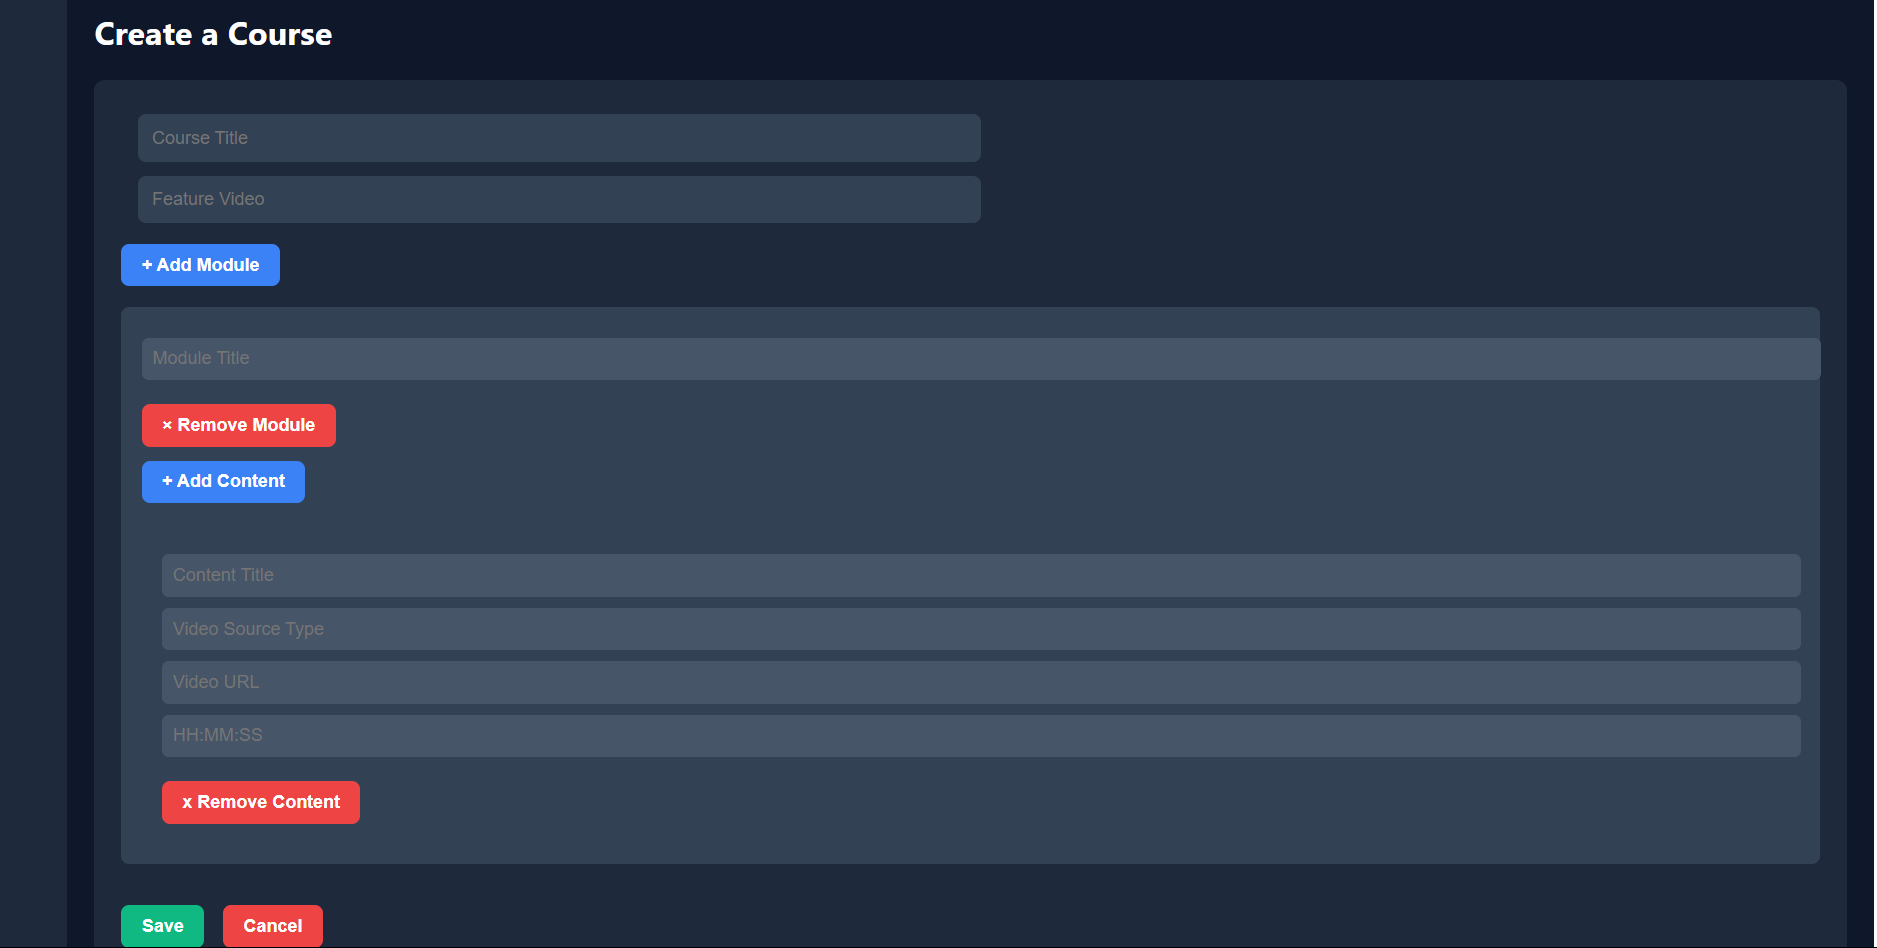 Create a Course
Course Title
Feature Video
+ Add Module
Module Title
× Remove Module
+ Add Content
Content Title
Video Source Type
Video URL
HH:MM:SS
x Remove Content
Save Cancel